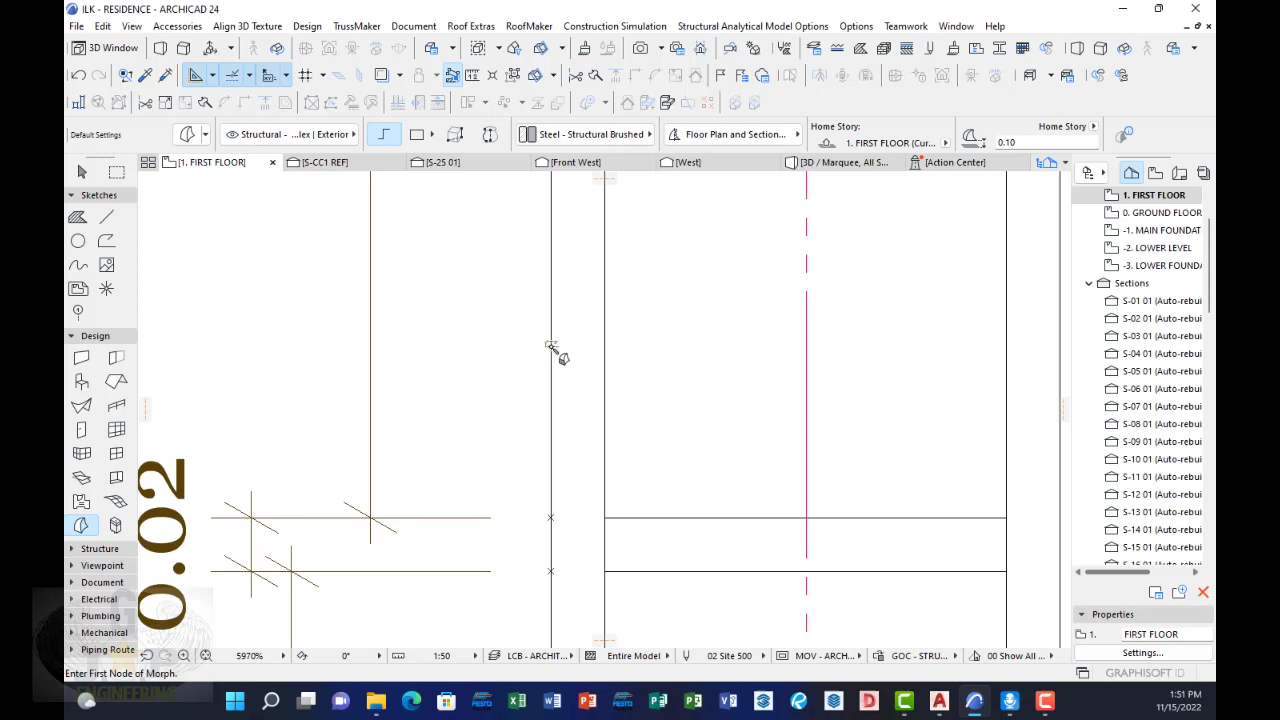 ILK - RESIDENCE - ARCHICAD 24
File Edit View Accessories Align 3D Texture Design TrussMaker Document Roof Extras RoofMaker Construction Simulation Structural Analytical Model Options Options Teamwork Window Help
3D Window
Default Settings
Structural - ...lex | Exterior
Steel - Structural Brushed
Floor Plan and Section...
Home Story:
1. FIRST FLOOR (Cur...
Home Story:
0.10
[1. FIRST FLOOR]
[S-CC1 REF]
[S-25 01]
[Front West]
[West]
[3D / Marquee, All S...
[Action Center]
Sketches
Design
Structure
Viewpoint
Document
Electrical
Plumbing
Mechanical
Piping Route
0.02
1. FIRST FLOOR
0. GROUND FLOOR
-1. MAIN FOUNDAT
-2. LOWER LEVEL
-3. LOWER FOUNDA
Sections
S-01 01 (Auto-rebui
S-02 01 (Auto-rebui
S-03 01 (Auto-rebui
S-04 01 (Auto-rebui
S-05 01 (Auto-rebui
S-06 01 (Auto-rebui
S-07 01 (Auto-rebui
S-08 01 (Auto-rebui
S-09 01 (Auto-rebui
S-10 01 (Auto-rebui
S-11 01 (Auto-rebui
S-12 01 (Auto-rebui
S-13 01 (Auto-rebui
S-14 01 (Auto-rebui
S-15 01 (Auto-rebui
S-16 01 (Auto-rebui
Properties
1. FIRST FLOOR
Settings...
5970%
0°
1:50
LCB - ARCHIT...
Entire Model
02 Site 500
MOV - ARCH...
GOC - STRU...
00 Show All ...
Enter First Node of Morph.
GRAPHISOFT ID
ENGINEERING
1:51 PM
11/15/2022